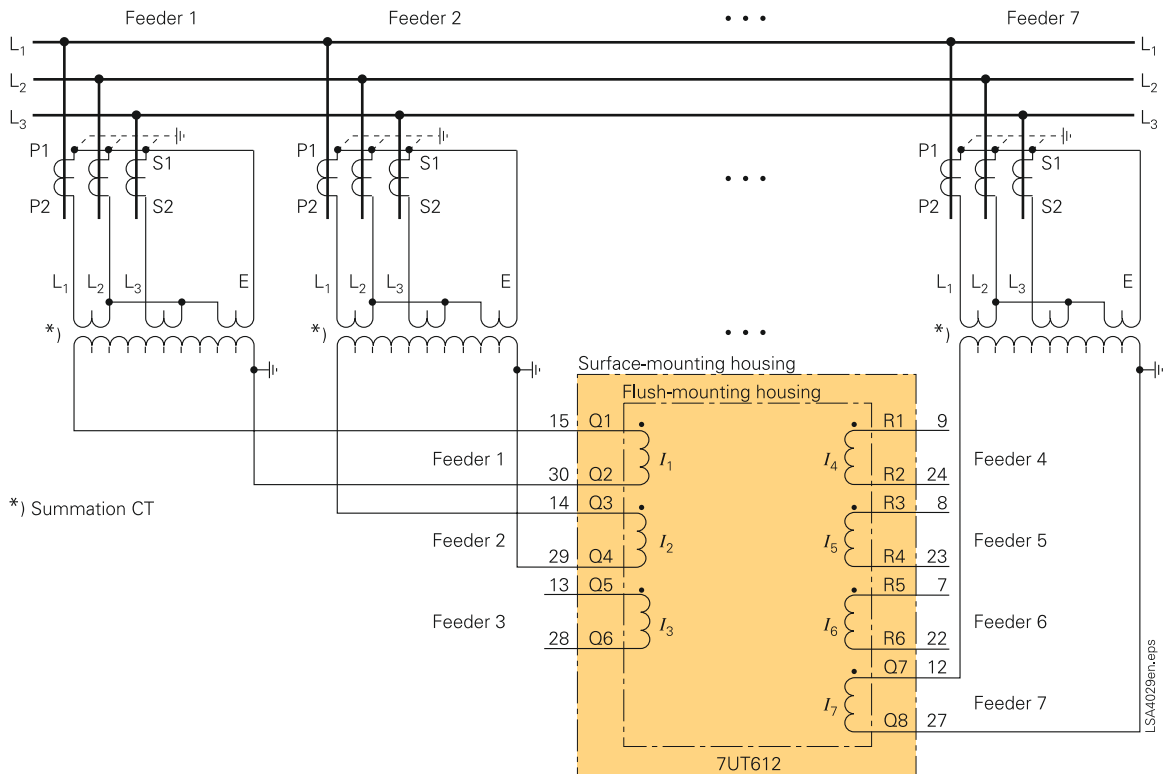 Feeder 1 Feeder 2 • • • Feeder 7
L1 L1
L2 L2
L3 L3
P1 S1 P1 S1 P1 S1
• • •
P2 S2 P2 S2 P2 S2
L1 L2 L3 E L1 L2 L3 E L1 L2 L3 E
*) *) • • • *)
Surface-mounting housing
Flush-mounting housing
15 Q1 R1 9
Feeder 1 I1 I4 Feeder 4
30 Q2 R2 24
*) Summation CT
14 Q3 R3 8
Feeder 2 I2 I5 Feeder 5
29 Q4 R4 23
13 Q5 R5 7
Feeder 3 I3 I6 Feeder 6
28 Q6 R6 22
Q7 12
I7 Feeder 7
Q8 27
7UT612
LSA4029en.eps